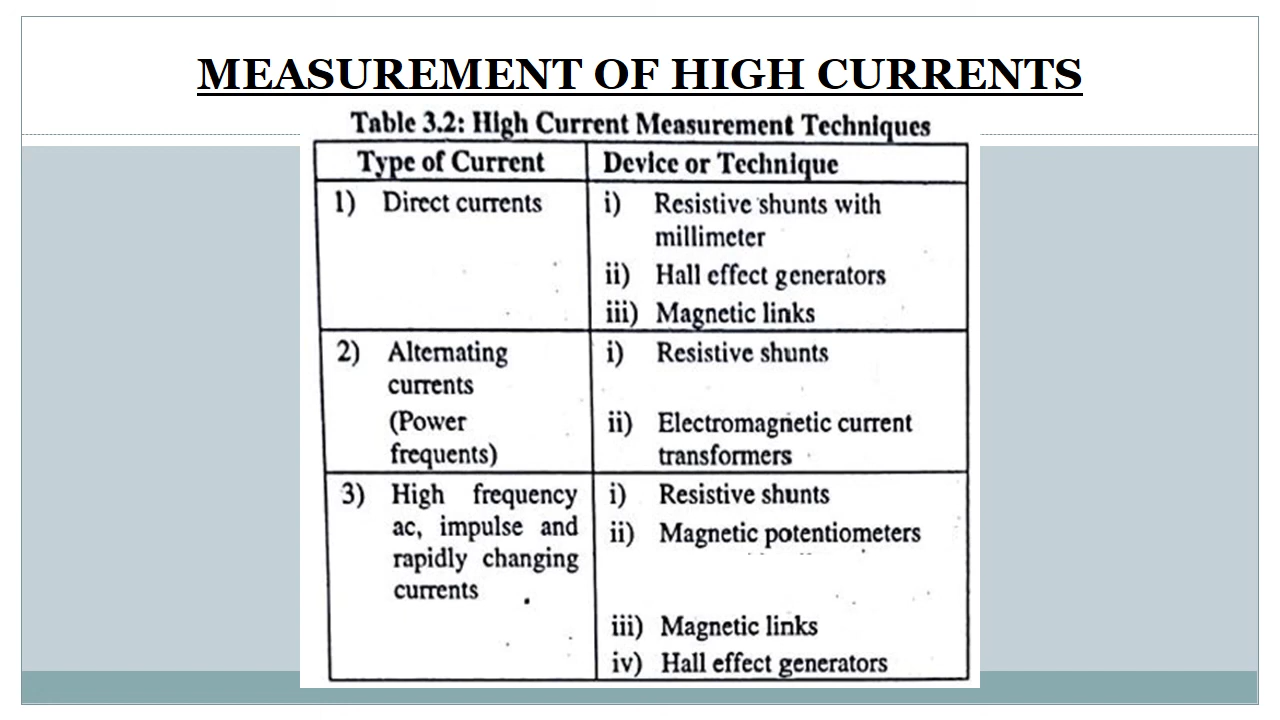 MEASUREMENT OF HIGH CURRENTS
Table 3.2: High Current Measurement Techniques
Type of Current
Device or Technique
1) Direct currents
i) Resistive shunts with
millimeter
ii) Hall effect generators
iii) Magnetic links
2) Alternating
currents
(Power
frequents)
i) Resistive shunts
ii) Electromagnetic current
transformers
3) High frequency
ac, impulse and
rapidly changing
currents
i) Resistive shunts
ii) Magnetic potentiometers
iii) Magnetic links
iv) Hall effect generators